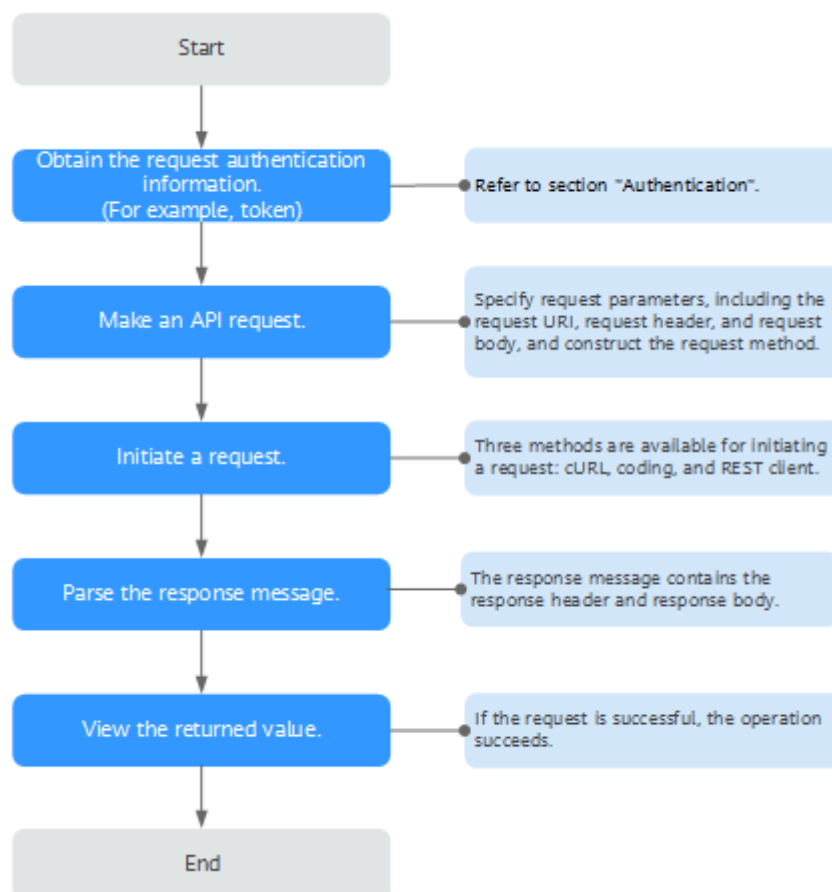 Start
Obtain the request authentication
information.
(For example, token)
Refer to section "Authentication".
Make an API request.
Specify request parameters, including the
request URI, request header, and request
body, and construct the request method.
Initiate a request.
Three methods are available for initiating
a request: cURL, coding, and REST client.
Parse the response message.
The response message contains the
response header and response body.
View the returned value.
If the request is successful, the operation
succeeds.
End